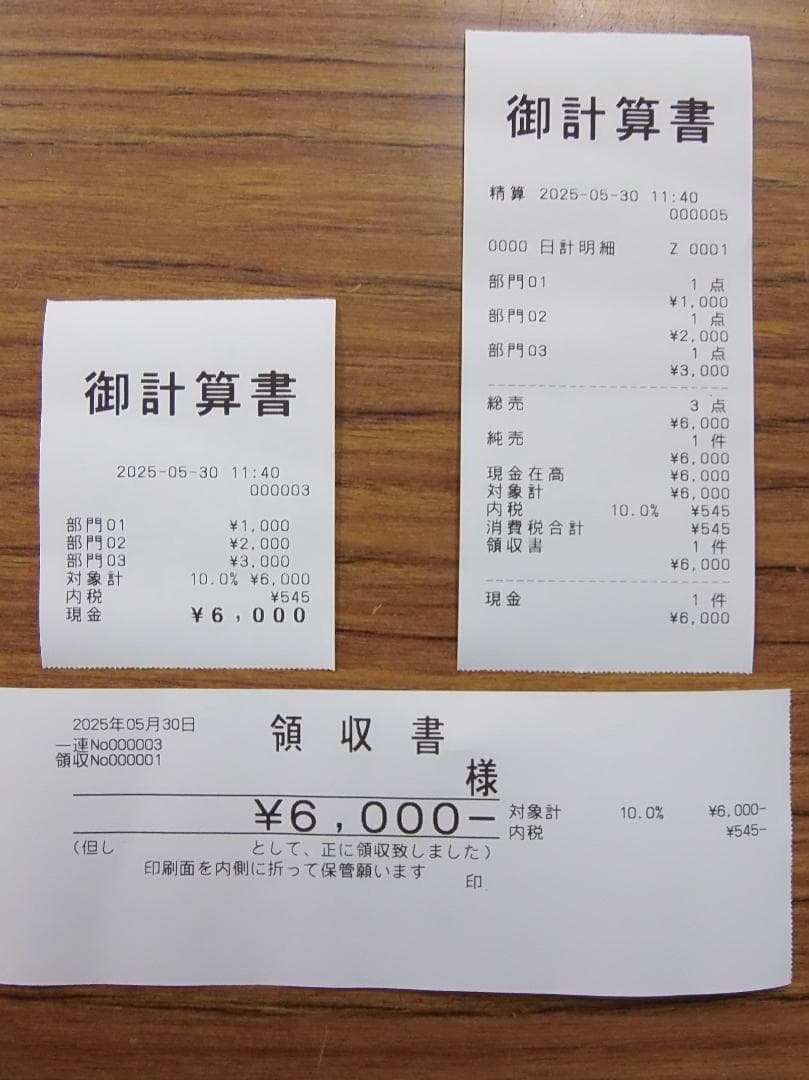 御計算書
2025-05-30 11:40
000003
部門01 ¥1,000
部門02 ¥2,000
部門03 ¥3,000
対象計 10.0% ¥6,000
内税 ¥545
現金 ¥6,000
御計算書
精算 2025-05-30 11:40
000005
0000 日計明細 Z 0001
部門01 1 点
¥1,000
部門02 1 点
¥2,000
部門03 1 点
¥3,000
総売 3 点
¥6,000
純売 1 件
¥6,000
現金在高 ¥6,000
対象計 ¥6,000
内税 10.0% ¥545
消費税合計 ¥545
領収書 1 件
¥6,000
現金 1 件
¥6,000
2025年05月30日
一連No000003
領収No000001
領収書
様
¥6,000-
(但し として、正に領収致しました)
印刷面を内側に折って保管願います
印
対象計 10.0% ¥6,000-
内税 ¥545-